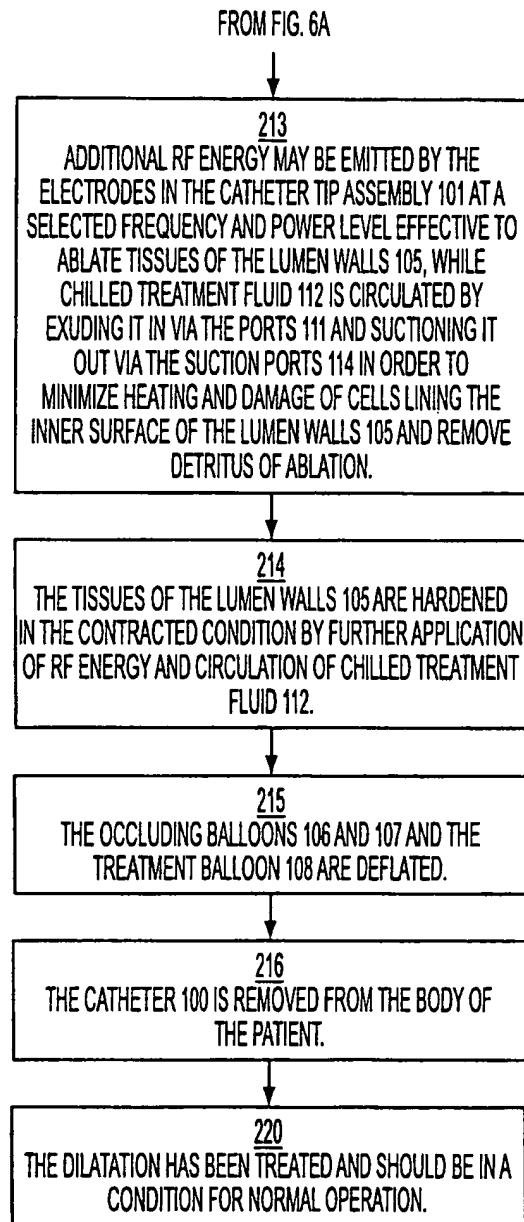 FROM FIG. 6A
213
ADDITIONAL RF ENERGY MAY BE EMITTED BY THE
ELECTRODES IN THE CATHETER TIP ASSEMBLY 101 AT A
SELECTED FREQUENCY AND POWER LEVEL EFFECTIVE TO
ABLATE TISSUES OF THE LUMEN WALLS 105, WHILE
CHILLED TREATMENT FLUID 112 IS CIRCULATED BY
EXUDING IT IN VIA THE PORTS 111 AND SUCTIONING IT
OUT VIA THE SUCTION PORTS 114 IN ORDER TO
MINIMIZE HEATING AND DAMAGE OF CELLS LINING THE
INNER SURFACE OF THE LUMEN WALLS 105 AND REMOVE
DETRITUS OF ABLATION.
214
THE TISSUES OF THE LUMEN WALLS 105 ARE HARDENED
IN THE CONTRACTED CONDITION BY FURTHER APPLICATION
OF RF ENERGY AND CIRCULATION OF CHILLED TREATMENT
FLUID 112.
215
THE OCCLUDING BALLOONS 106 AND 107 AND THE
TREATMENT BALLOON 108 ARE DEFLATED.
216
THE CATHETER 100 IS REMOVED FROM THE BODY OF
THE PATIENT.
220
THE DILATATION HAS BEEN TREATED AND SHOULD BE IN A
CONDITION FOR NORMAL OPERATION.